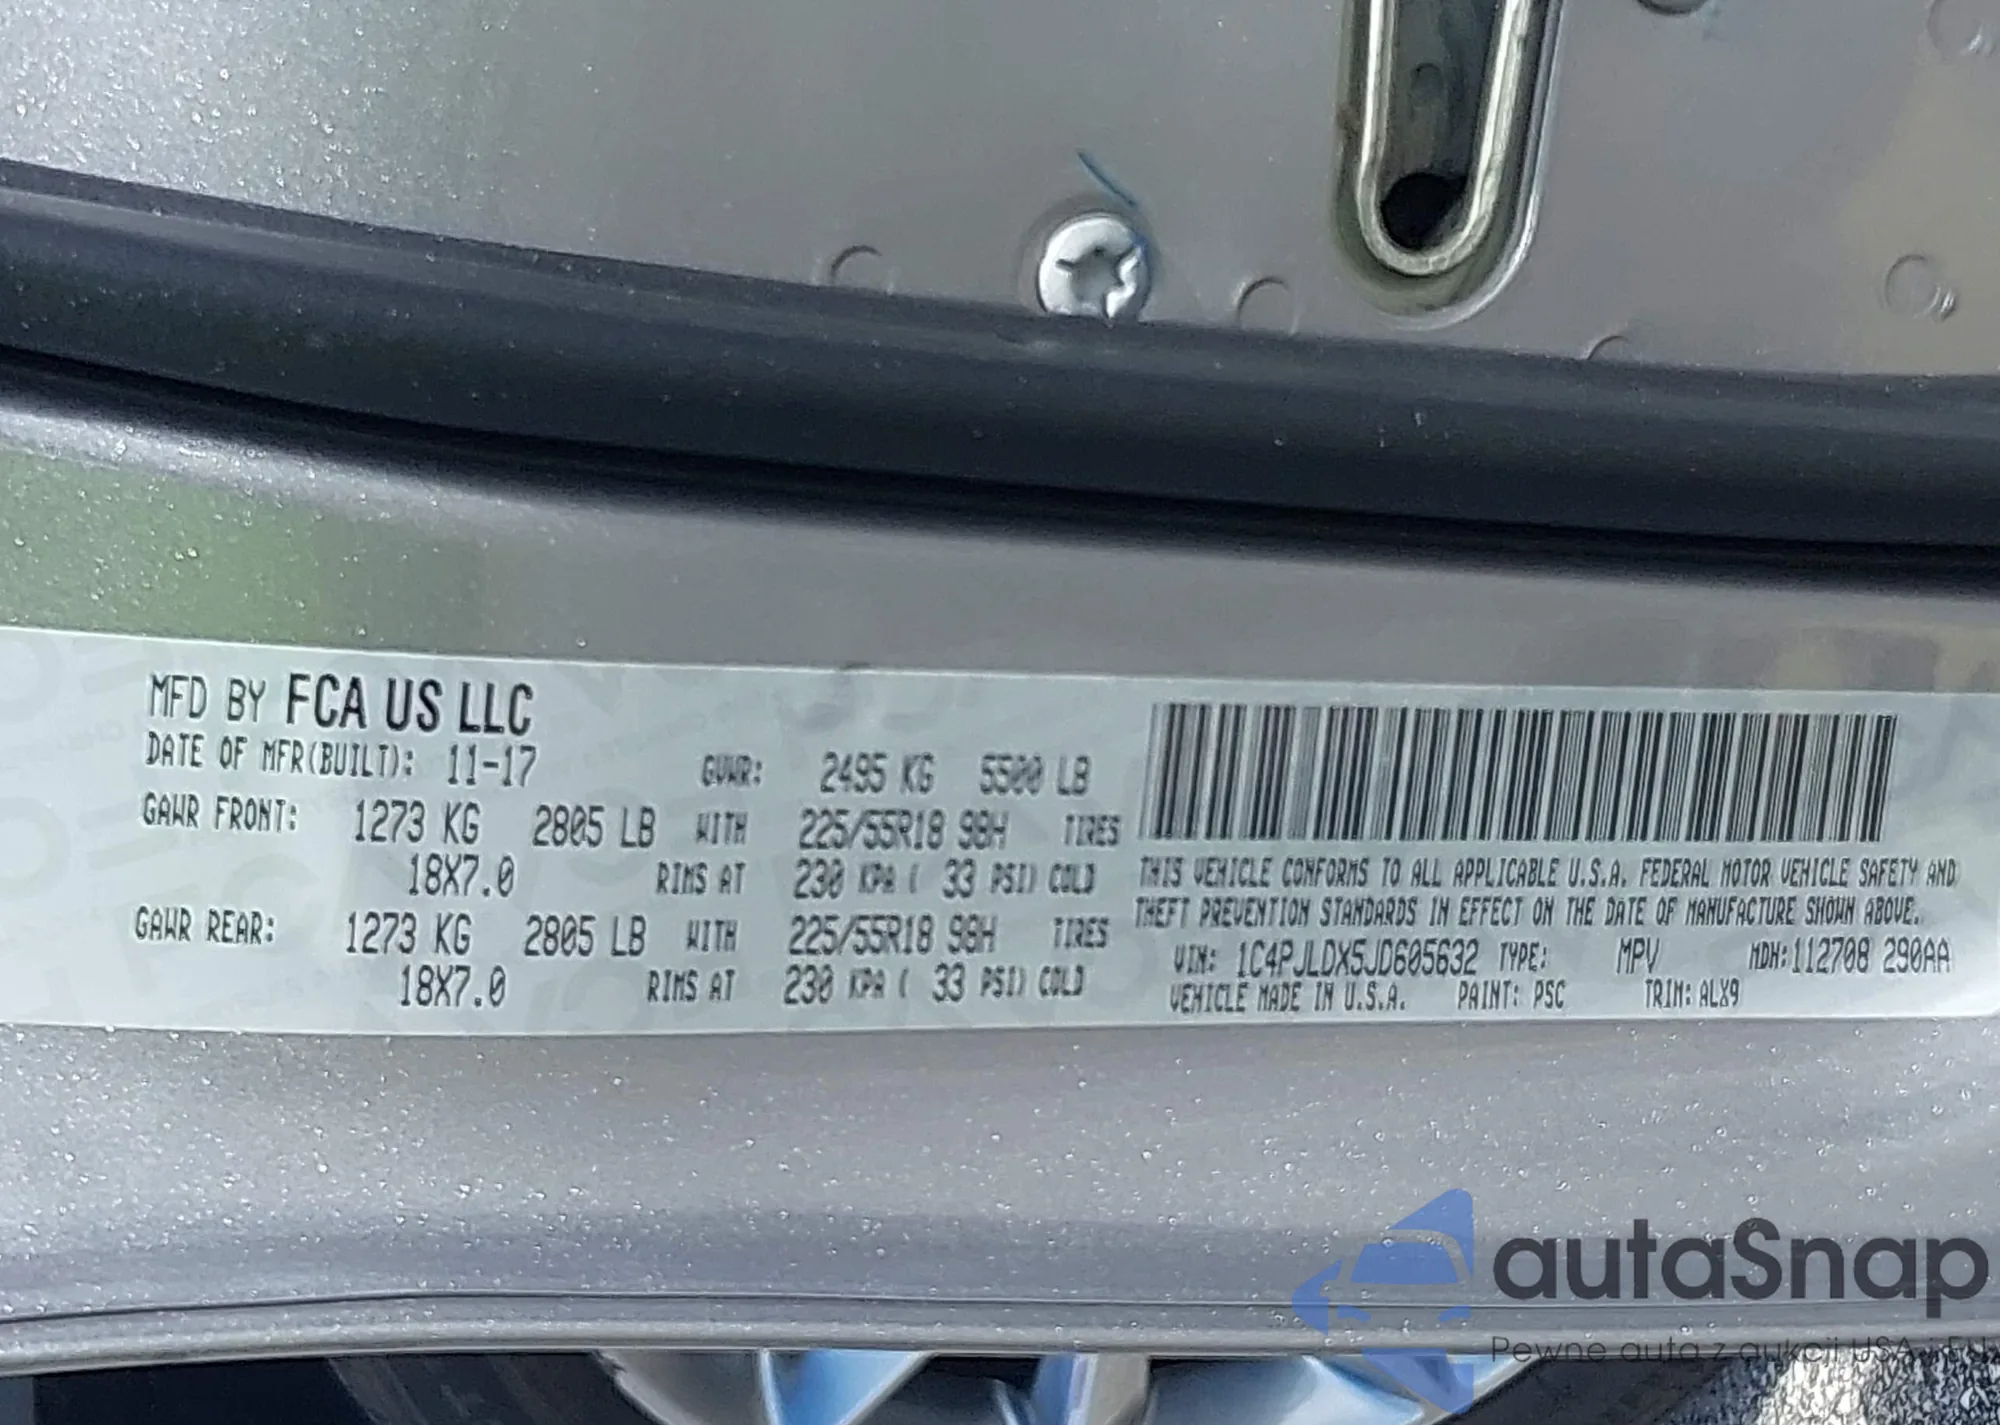 MFD BY FCA US LLC
DATE OF MFR(BUILT): 11-17 GVWR: 2495 KG 5500 LB
GAWR FRONT: 1273 KG 2805 LB WITH 225/55R18 98H TIRES
18X7.0 RIMS AT 230 KPA ( 33 PSI) COLD
GAWR REAR: 1273 KG 2805 LB WITH 225/55R18 98H TIRES
18X7.0 RIMS AT 230 KPA ( 33 PSI) COLD
THIS VEHICLE CONFORMS TO ALL APPLICABLE U.S.A. FEDERAL MOTOR VEHICLE SAFETY AND
THEFT PREVENTION STANDARDS IN EFFECT ON THE DATE OF MANUFACTURE SHOWN ABOVE.
VIN: 1C4PJLDX5JD605632 TYPE: MPV MDH: 112708 290AA
VEHICLE MADE IN U.S.A. PAINT: PSC TRIM: ALX9
autaSnap
Pewne auta z aukcji USA i